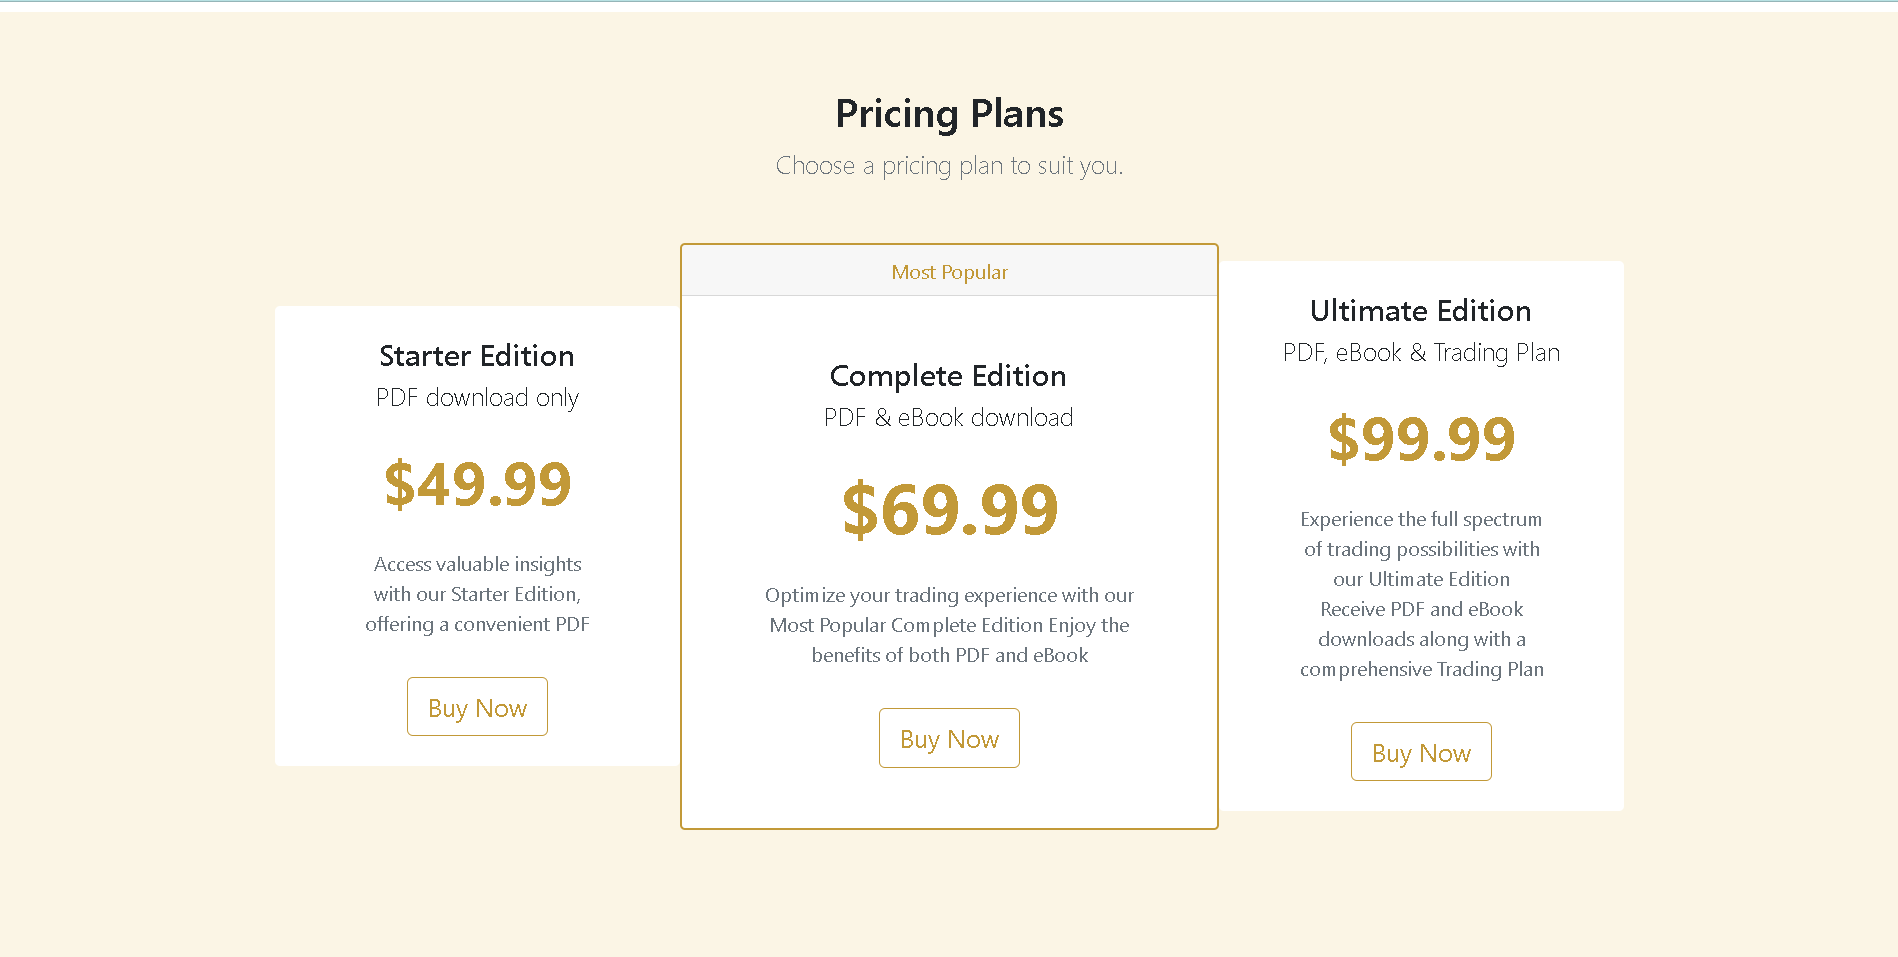 Pricing Plans
Choose a pricing plan to suit you.
Starter Edition
PDF download only
$49.99
Access valuable insights
with our Starter Edition,
offering a convenient PDF
Buy Now
Most Popular
Complete Edition
PDF & eBook download
$69.99
Optimize your trading experience with our
Most Popular Complete Edition Enjoy the
benefits of both PDF and eBook
Buy Now
Ultimate Edition
PDF, eBook & Trading Plan
$99.99
Experience the full spectrum
of trading possibilities with
our Ultimate Edition
Receive PDF and eBook
downloads along with a
comprehensive Trading Plan
Buy Now